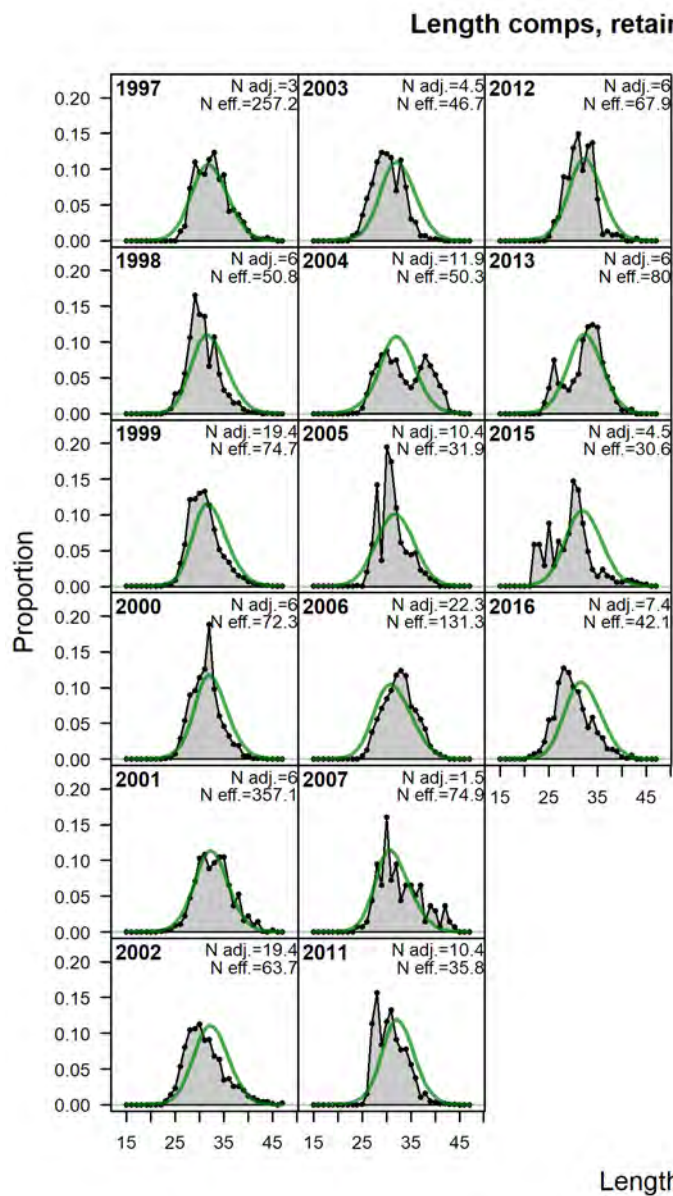 Length comps, retain
Proportion
1997
N adj.=3
N eff.=257.2
2003
N adj.=4.5
N eff.=46.7
2012
N adj.=6
N eff.=67.9
0.20
0.15
0.10
0.05
0.00
1998
N adj.=6
N eff.=50.8
2004
N adj.=11.9
N eff.=50.3
2013
N adj.=6
N eff.=80
0.20
0.15
0.10
0.05
0.00
1999
N adj.=19.4
N eff.=74.7
2005
N adj.=10.4
N eff.=31.9
2015
N adj.=4.5
N eff.=30.6
0.20
0.15
0.10
0.05
0.00
2000
N adj.=6
N eff.=72.3
2006
N adj.=22.3
N eff.=131.3
2016
N adj.=7.4
N eff.=42.1
0.20
0.15
0.10
0.05
0.00
15 25 35 45
2001
N adj.=6
N eff.=357.1
2007
N adj.=1.5
N eff.=74.9
0.20
0.15
0.10
0.05
0.00
2002
N adj.=19.4
N eff.=63.7
2011
N adj.=10.4
N eff.=35.8
0.20
0.15
0.10
0.05
0.00
15 25 35 45
15 25 35 45
Length